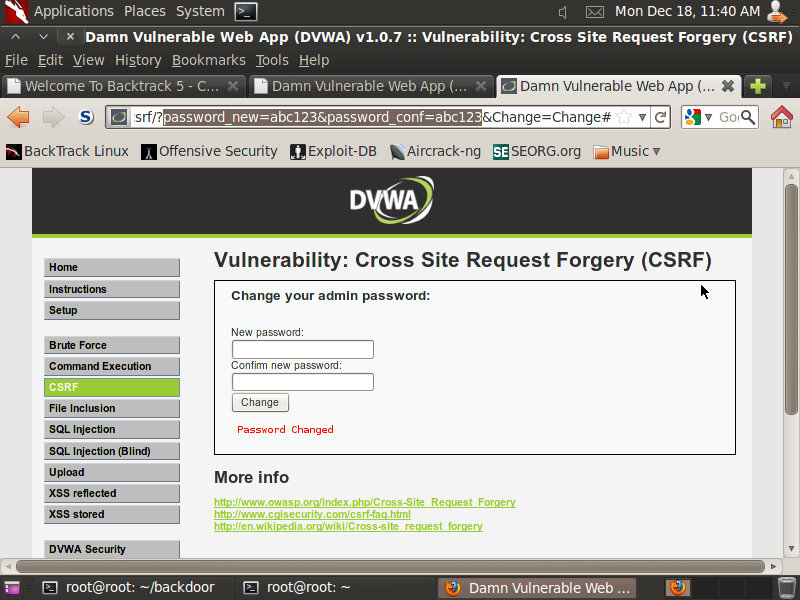 Applications Places System Mon Dec 18, 11:40 AM
Damn Vulnerable Web App (DVWA) v1.0.7 :: Vulnerability: Cross Site Request Forgery (CSRF)
File Edit View History Bookmarks Tools Help
Welcome To Backtrack 5 - C... Damn Vulnerable Web App (... Damn Vulnerable Web App (...
srf/?password_new=abc123&password_conf=abc123&Change=Change# Go
BackTrack Linux Offensive Security Exploit-DB Aircrack-ng SEORG.org Music
DVWA
Vulnerability: Cross Site Request Forgery (CSRF)
Home
Instructions
Setup
Brute Force
Command Execution
CSRF
File Inclusion
SQL Injection
SQL Injection (Blind)
Upload
XSS reflected
XSS stored
DVWA Security
Change your admin password:
New password:
Confirm new password:
Change
Password Changed
More info
http://www.owasp.org/index.php/Cross-Site_Request_Forgery
http://www.cgisecurity.com/csrf-faq.html
http://en.wikipedia.org/wiki/Cross-site_request_forgery
root@root: ~/backdoor root@root: ~ Damn Vulnerable Web ...